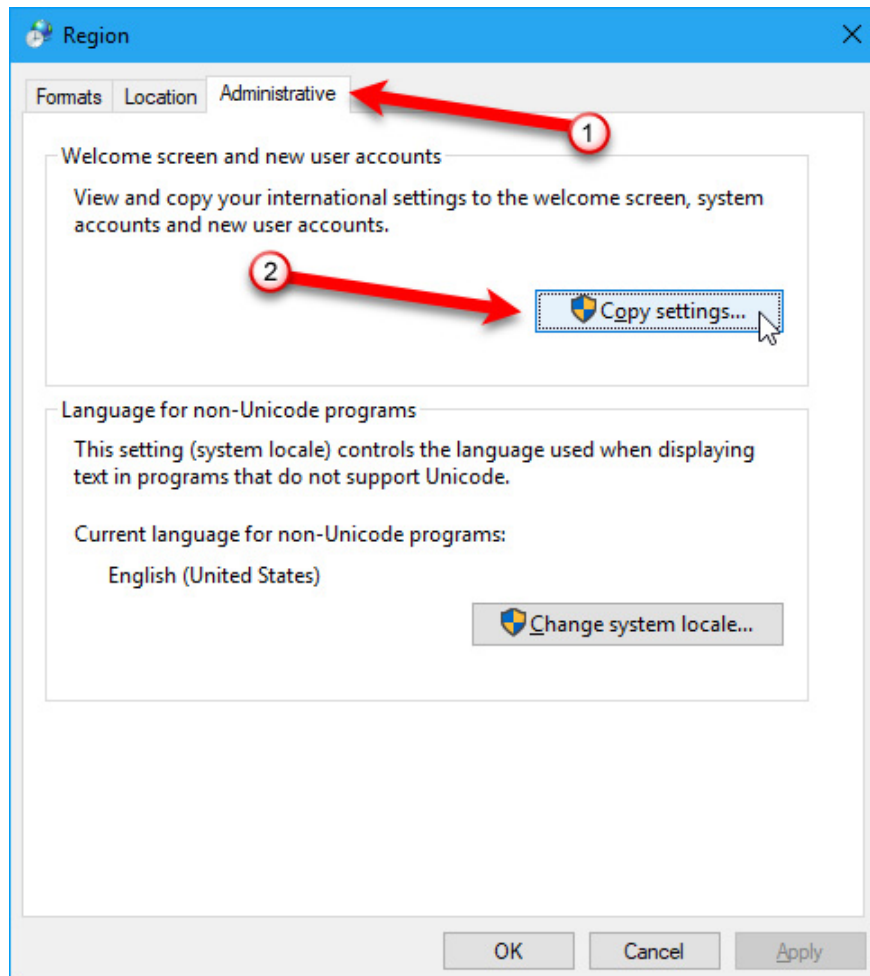 Region
Formats Location Administrative
1
Welcome screen and new user accounts
View and copy your international settings to the welcome screen, system
accounts and new user accounts.
2
Copy settings...
Language for non-Unicode programs
This setting (system locale) controls the language used when displaying
text in programs that do not support Unicode.
Current language for non-Unicode programs:
English (United States)
Change system locale...
OK Cancel Apply